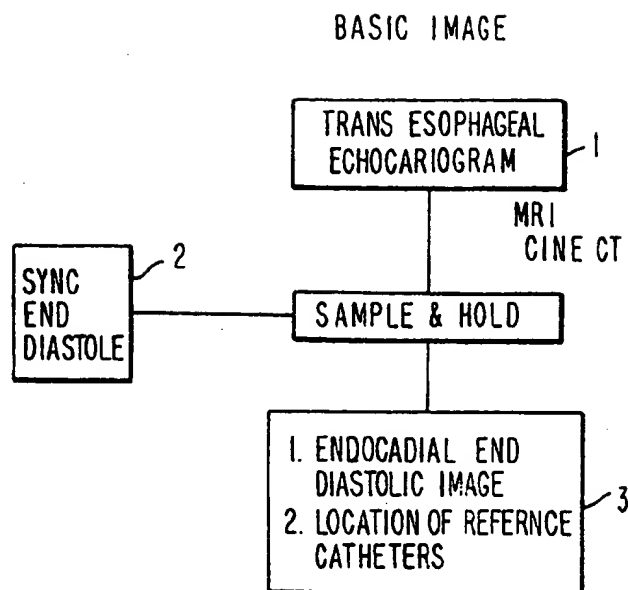 BASIC IMAGE
TRANS ESOPHAGEAL
ECHOCARIOGRAM
1
MRI
CINE CT
2
SYNC
END
DIASTOLE
SAMPLE & HOLD
1. ENDOCADIAL END
DIASTOLIC IMAGE
2. LOCATION OF REFERNCE
CATHETERS
3